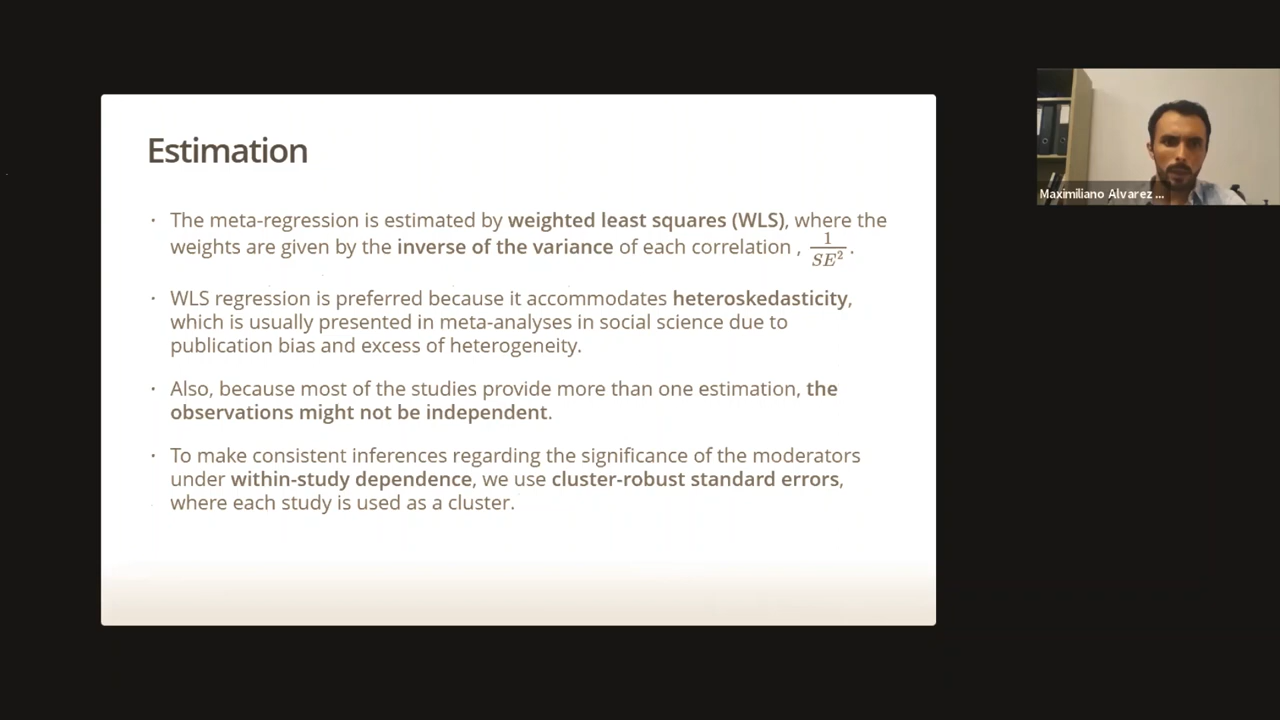 Estimation
· The meta-regression is estimated by weighted least squares (WLS), where the
weights are given by the inverse of the variance of each correlation , 1/SE².
· WLS regression is preferred because it accommodates heteroskedasticity,
which is usually presented in meta-analyses in social science due to
publication bias and excess of heterogeneity.
· Also, because most of the studies provide more than one estimation, the
observations might not be independent.
· To make consistent inferences regarding the significance of the moderators
under within-study dependence, we use cluster-robust standard errors,
where each study is used as a cluster.
Maximiliano Alvarez ...